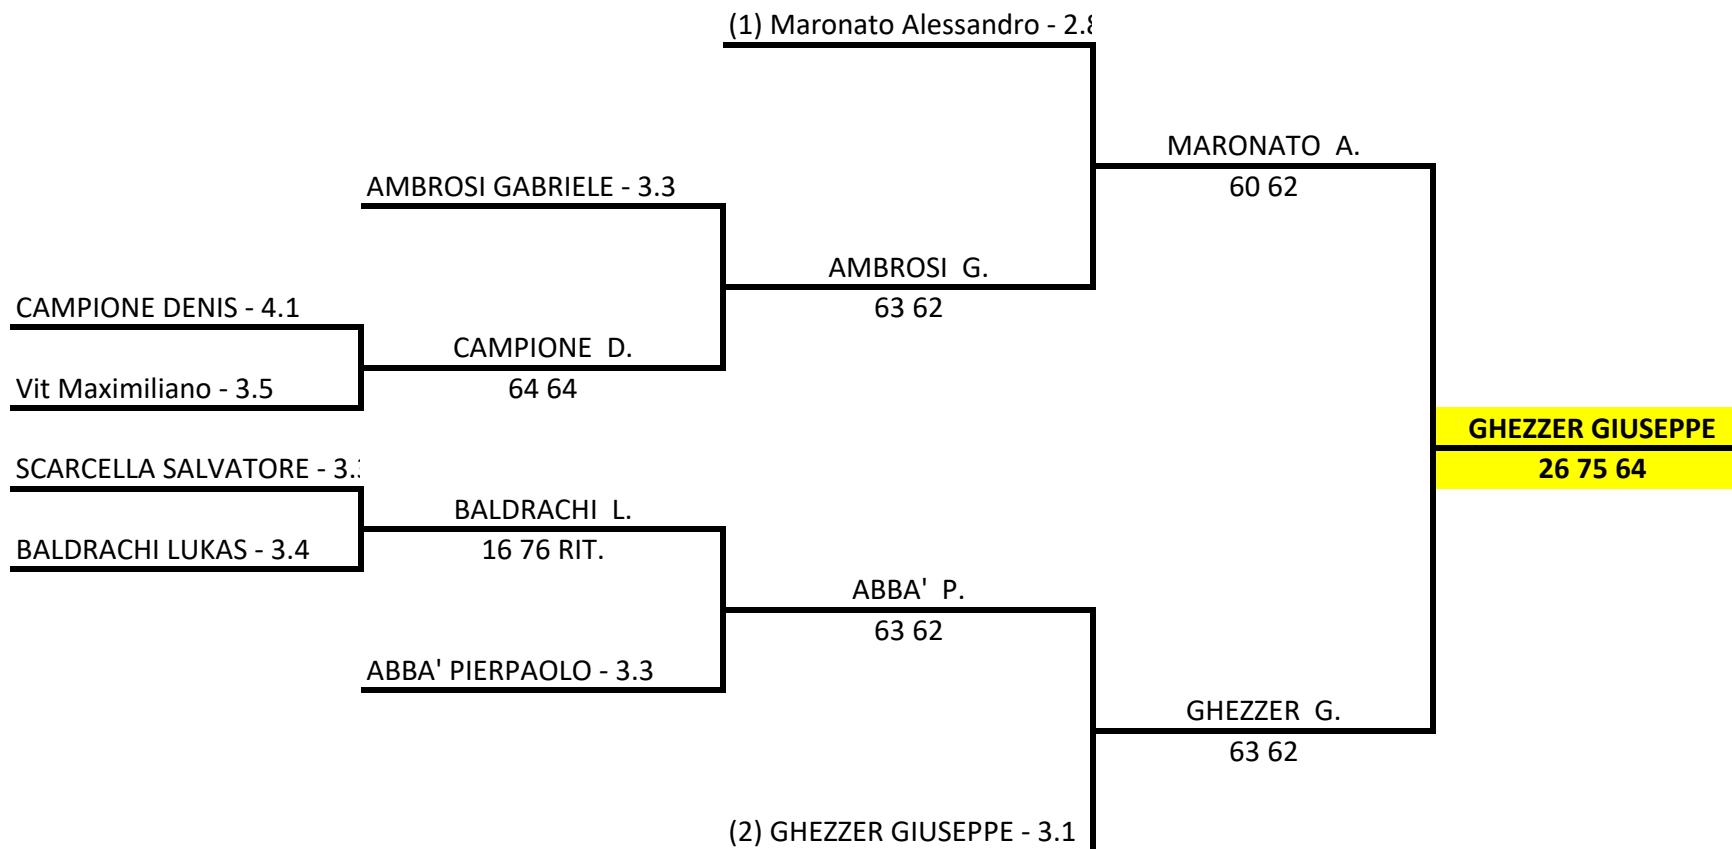 (1) Maronato Alessandro - 2.8
MARONATO A.
60 62
AMBROSI GABRIELE - 3.3
AMBROSI G.
63 62
CAMPIONE DENIS - 4.1
CAMPIONE D.
64 64
Vit Maximiliano - 3.5
GHEZZER GIUSEPPE
26 75 64
SCARCELLA SALVATORE - 3.3
BALDRACHI L.
16 76 RIT.
BALDRACHI LUKAS - 3.4
ABBA' P.
63 62
ABBA' PIERPAOLO - 3.3
GHEZZER G.
63 62
(2) GHEZZER GIUSEPPE - 3.1